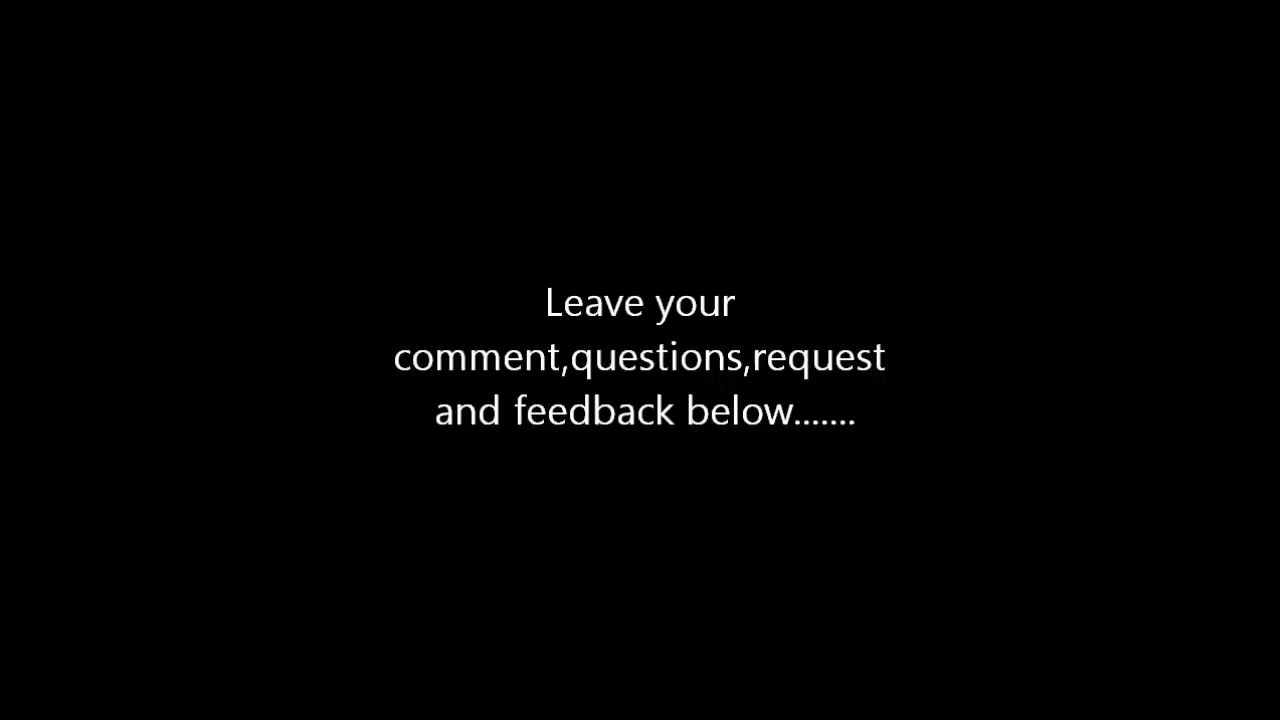 Leave your
comment,questions,request
and feedback below.......